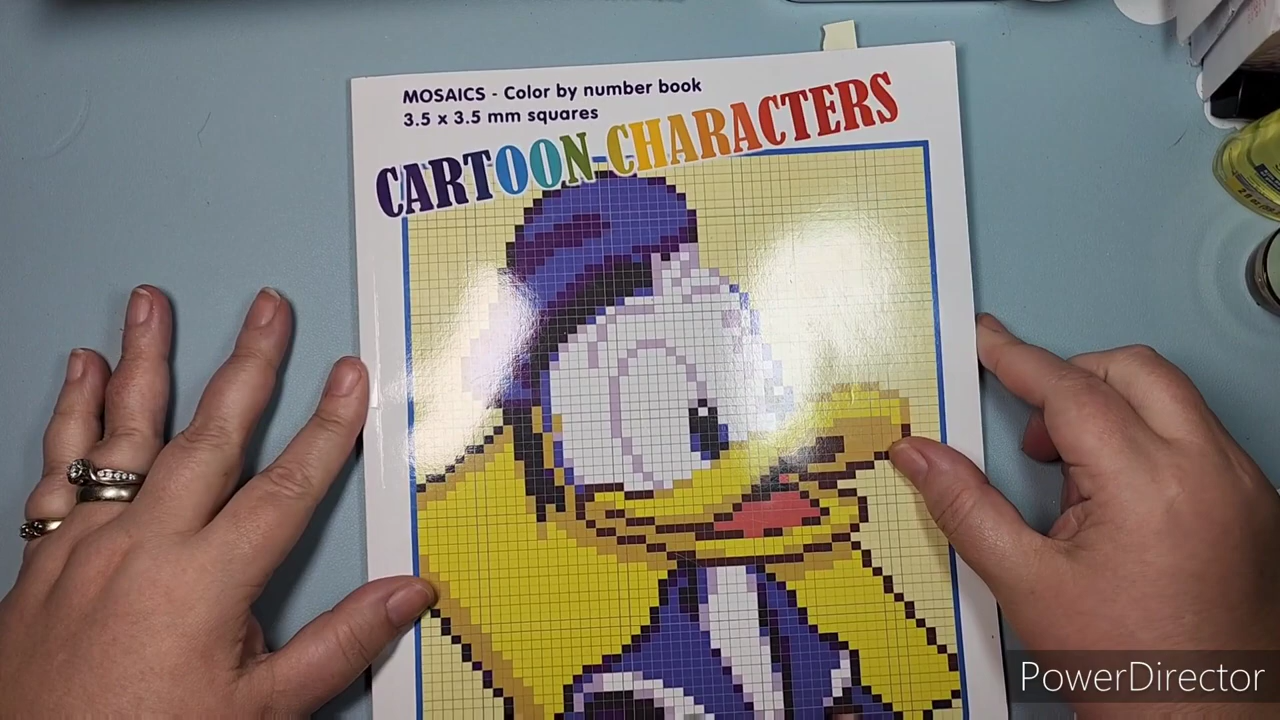 MOSAICS - Color by number book
3.5 x 3.5 mm squares
CARTOON CHARACTERS
PowerDirector